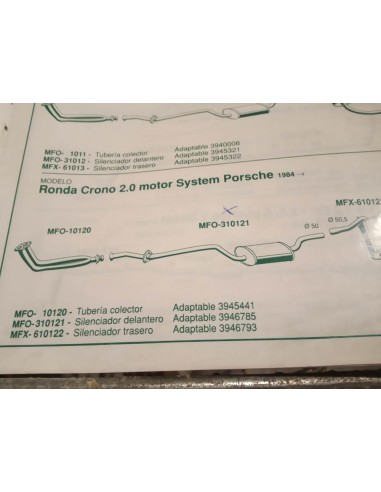 MFO- 1011 - Tubería colector Adaptable 3940008
MFO-31012 - Silenciador delantero Adaptable 3945321
MFX- 61013 - Silenciador trasero Adaptable 3945322
MODELO
Ronda Crono 2.0 motor System Porsche 1984→
MFO-10120
MFO-310121
MFX-610122
Ø 50
Ø 50,5
MFO- 10120 - Tubería colector Adaptable 3945441
MFO-310121 - Silenciador delantero Adaptable 3946785
MFX- 610122 - Silenciador trasero Adaptable 3946793